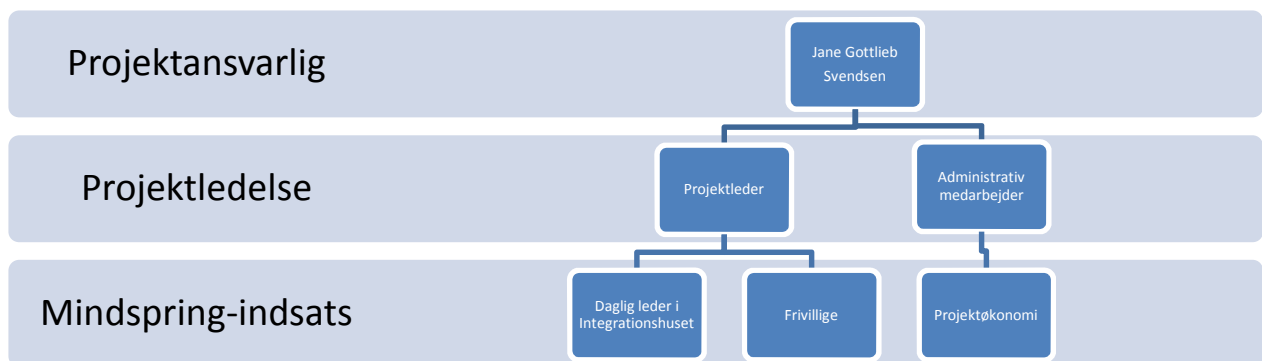 Projektansvarlig
Jane Gottlieb
Svendsen
Projektledelse
Projektleder
Administrativ
medarbejder
Mindspring-indsats
Daglig leder i
Integrationshuset
Frivillige
Projektøkonomi